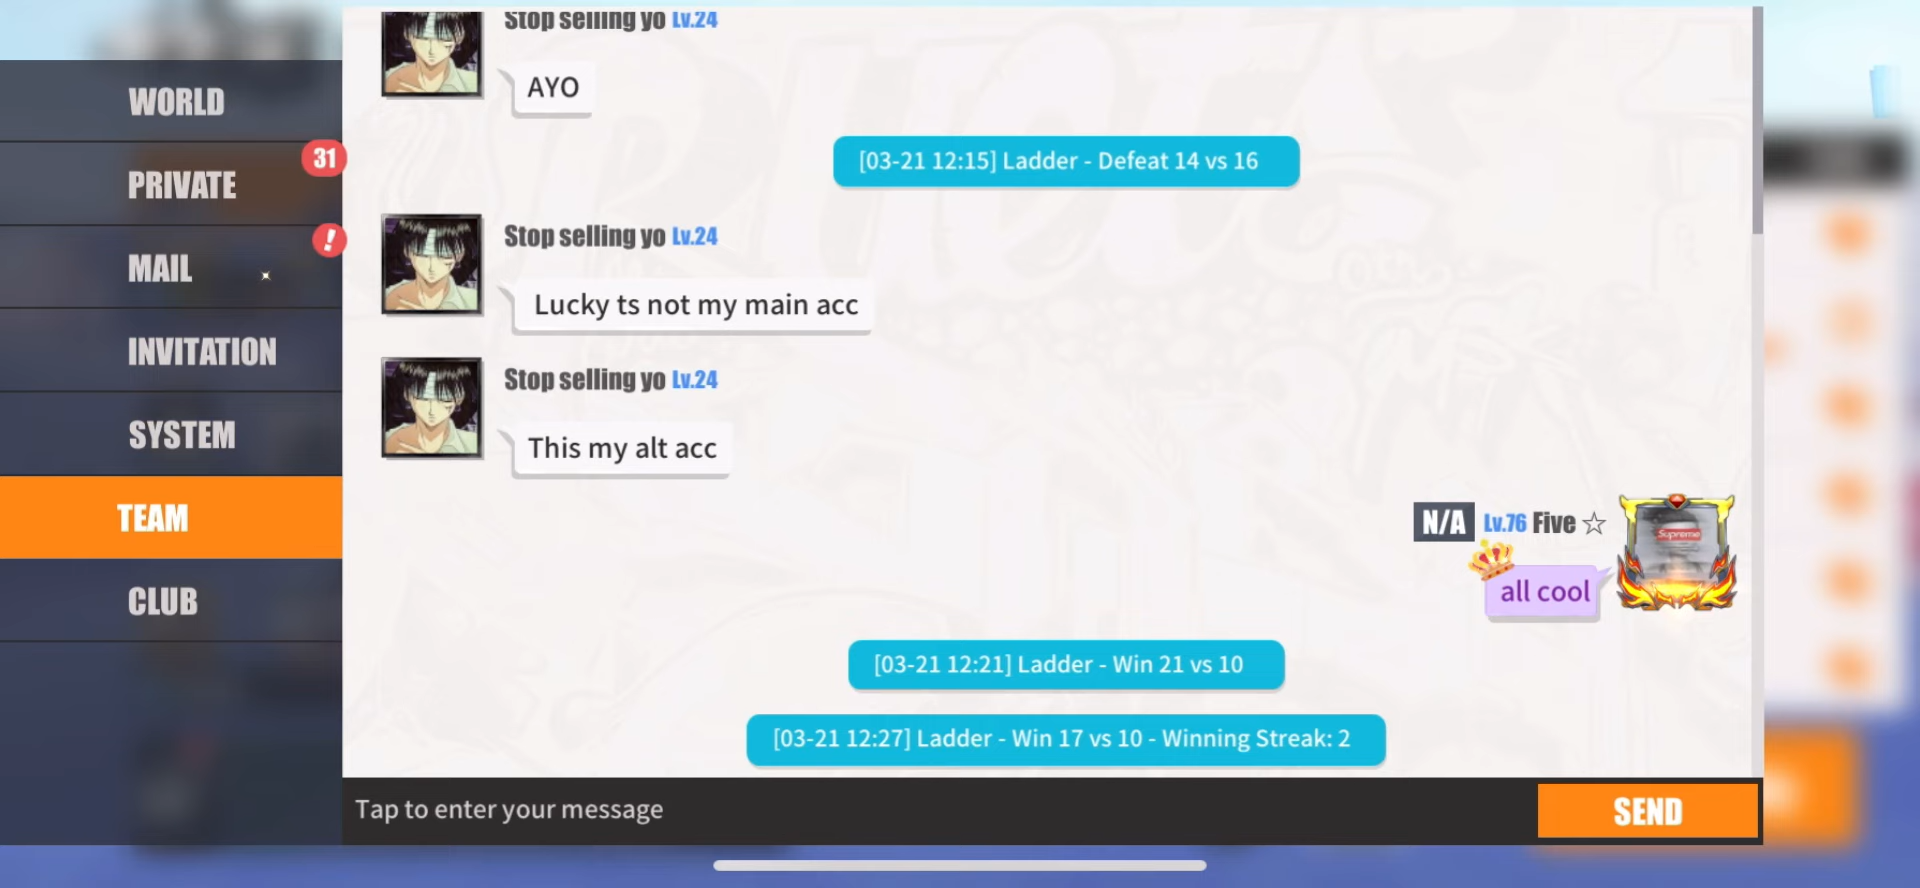 WORLD
PRIVATE
31
MAIL
!
INVITATION
SYSTEM
TEAM
CLUB
Stop selling yo Lv.24
AYO
[03-21 12:15] Ladder - Defeat 14 vs 16
Stop selling yo Lv.24
Lucky ts not my main acc
Stop selling yo Lv.24
This my alt acc
N/A Lv.76 Five ☆
Supreme
all cool
[03-21 12:21] Ladder - Win 21 vs 10
[03-21 12:27] Ladder - Win 17 vs 10 - Winning Streak: 2
Tap to enter your message
SEND